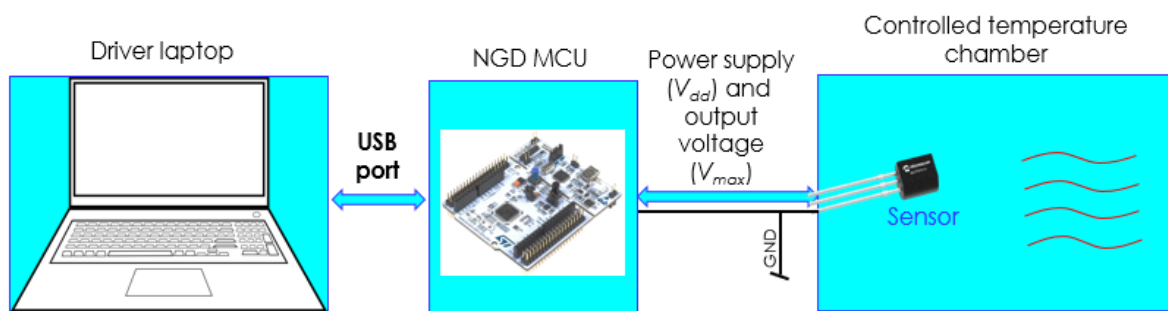 Driver laptop
USB
port
NGD MCU
Power supply
(Vdd) and
output
voltage
(Vmax)
GND
Controlled temperature
chamber
Sensor